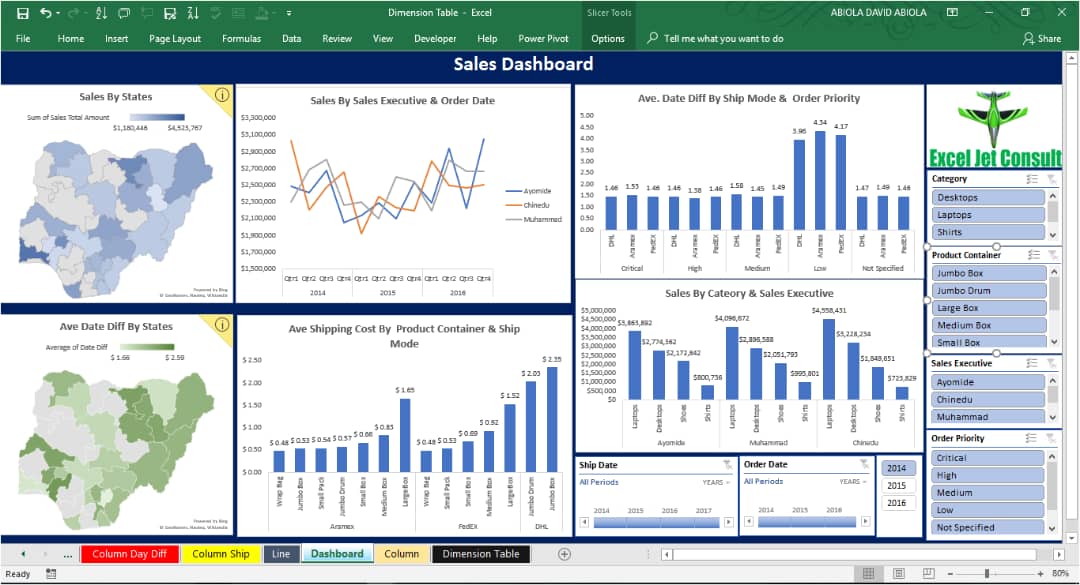 Dimension Table - Excel
Slicer Tools
ABIOLA DAVID ABIOLA
File Home Insert Page Layout Formulas Data Review View Developer Help Power Pivot Options Tell me what you want to do Share
Sales Dashboard
Sales By States
Sum of Sales Total Amount
$1,180,446 $4,523,767
Powered by Bing
© GeoNames, Navteq, Wikimedia
Sales By Sales Executive & Order Date
$3,300,000
$3,100,000
$2,900,000
$2,700,000
$2,500,000
$2,300,000
$2,100,000
$1,900,000
$1,700,000
$1,500,000
Ayomide
Chinedu
Muhammad
Qtr1 Qtr2 Qtr3 Qtr4 Qtr1 Qtr2 Qtr3 Qtr4 Qtr1 Qtr2 Qtr3 Qtr4
2014 2015 2016
Ave. Date Diff By Ship Mode & Order Priority
5.00
4.50
4.00
3.50
3.00
2.50
2.00
1.50
1.00
0.50
0.00
1.46 1.53 1.46 1.46 1.38 1.46 1.58 1.45 1.49 3.96 4.34 4.17 1.47 1.49 1.46
DHL Aramex FedEX DHL Aramex FedEX DHL Aramex FedEX DHL Aramex FedEX DHL Aramex FedEX
Critical High Medium Low Not Specified
Excel Jet Consult
Category
Desktops
Laptops
Shirts
Product Container
Jumbo Box
Jumbo Drum
Large Box
Medium Box
Small Box
Sales Executive
Ayomide
Chinedu
Muhammad
Order Priority
Critical
High
Medium
Low
Not Specified
Ave Date Diff By States
Average of Date Diff
$ 1.66 $ 2.59
Powered by Bing
© GeoNames, Navteq, Wikimedia
Ave Shipping Cost By Product Container & Ship
Mode
$ 2.50
$ 2.00
$ 1.50
$ 1.00
$ 0.50
$ 0.00
$ 0.48 $ 0.53 $ 0.54 $ 0.57 $ 0.66 $ 0.83 $ 1.65 $ 0.48 $ 0.53 $ 0.69 $ 0.92 $ 1.52 $ 2.03 $ 2.35
Wrap Bag Jumbo Box Small Pack Jumbo Drum Small Box Medium Box Large Box Wrap Bag Small Pack Small Box Medium Box Large Box Jumbo Drum Jumbo Box
Aramex FedEX DHL
Sales By Cateory & Sales Executive
$5,000,000
$4,500,000
$4,000,000
$3,500,000
$3,000,000
$2,500,000
$2,000,000
$1,500,000
$1,000,000
$500,000
$0
$3,863,892 $2,774,362 $2,172,642 $800,736 $4,096,672 $2,896,588 $2,051,793 $995,801 $4,558,431 $3,228,234 $1,849,651 $723,829
Laptops Desktops Shoes Shirts Laptops Desktops Shoes Shirts Laptops Desktops Shoes Shirts
Ayomide Muhammad Chinedu
Ship Date
All Periods YEARS
2014 2015 2016 2017
Order Date
All Periods YEARS
2014 2015 2016
2014
2015
2016
... Column Day Diff Column Ship Line Dashboard Column Dimension Table
Ready
80%